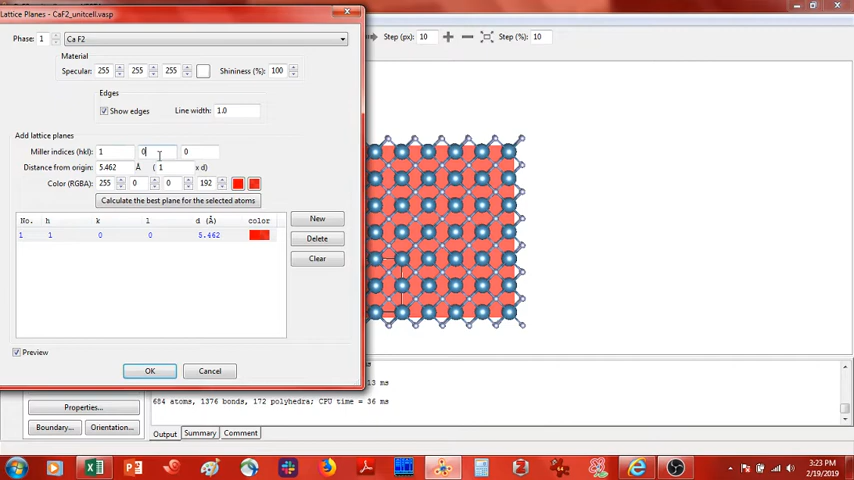 Lattice Planes - CaF2_unitcell.vasp
Phase: 1 Ca F2
Step (px): 10 Step (%): 10
Material
Specular: 255 255 255 Shininess (%): 100
Edges
Show edges Line width: 1.0
Add lattice planes
Miller indices (hkl): 1 0 0
Distance from origin: 5.462 Å ( 1 x d)
Color (RGBA): 255 0 0 192
Calculate the best plane for the selected atoms
No. h k l d (Å) color
1 1 0 0 5.462
New
Delete
Clear
Preview
OK Cancel
13 ms
684 atoms, 1376 bonds, 172 polyhedra; CPU time = 36 ms
Properties...
Boundary... Orientation...
Output Summary Comment
3:23 PM
2/19/2019